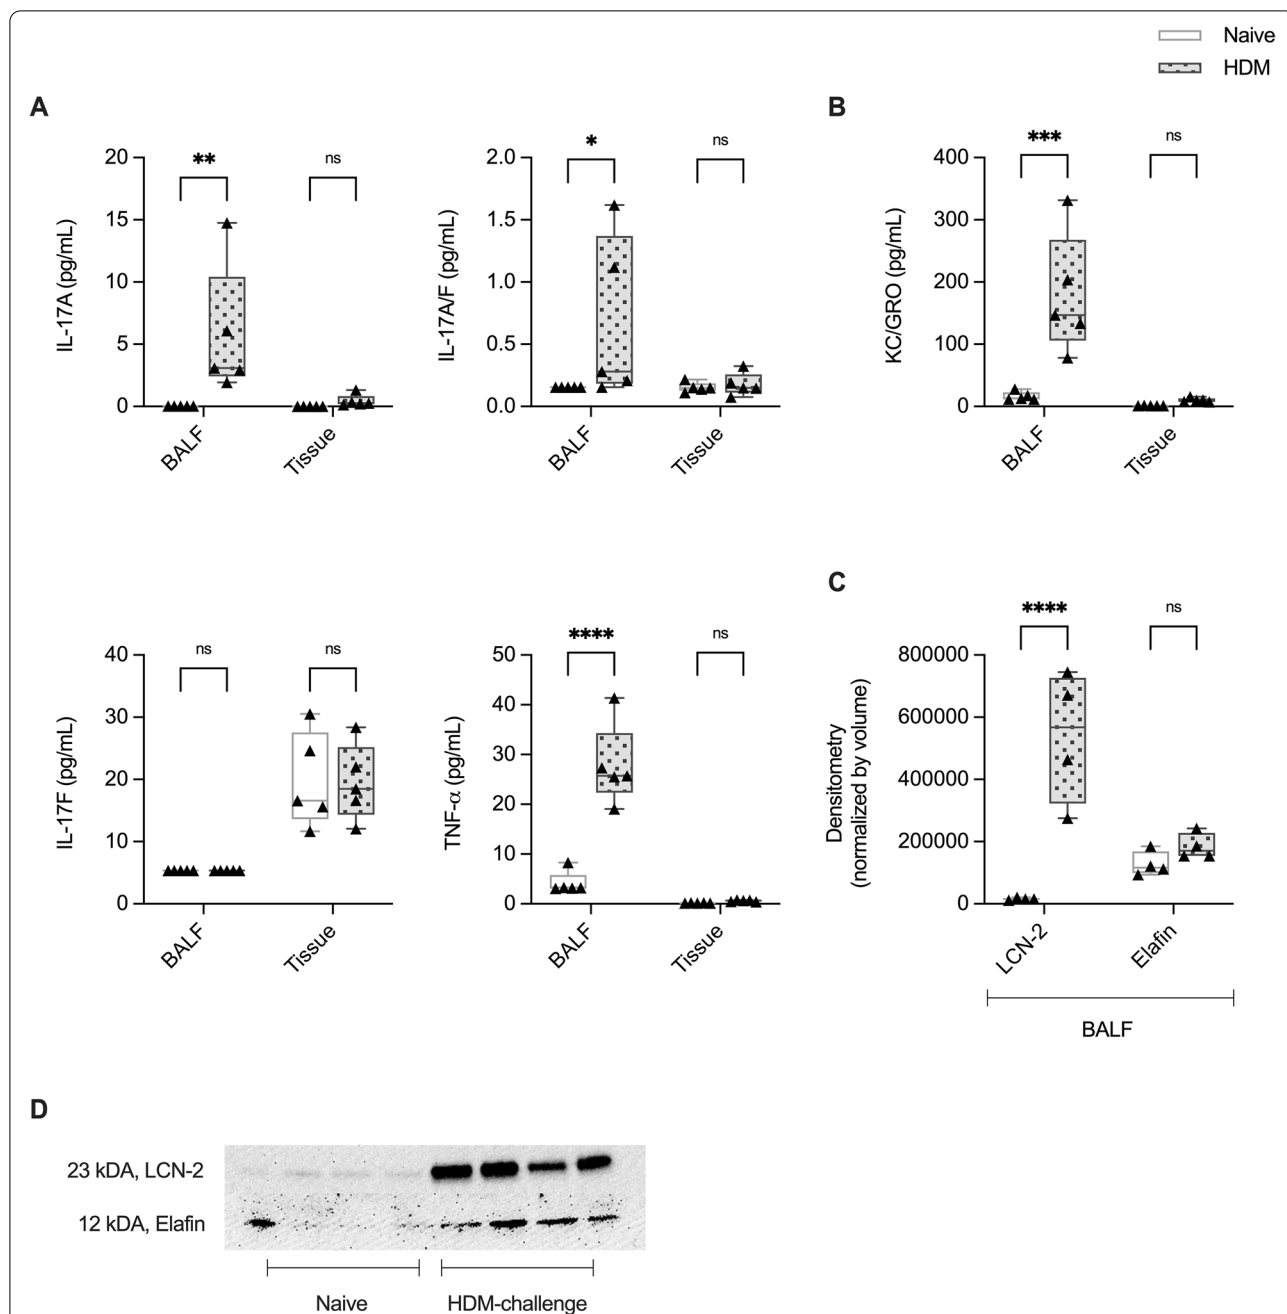 Naive
HDM
A
B
IL-17A (pg/mL)
20
15
10
5
0
**
ns
BALF
Tissue
IL-17A/F (pg/mL)
2.0
1.5
1.0
0.5
0.0
*
ns
BALF
Tissue
KC/GRO (pg/mL)
400
300
200
100
0
***
ns
BALF
Tissue
IL-17F (pg/mL)
40
30
20
10
0
ns
ns
BALF
Tissue
TNF-α (pg/mL)
50
40
30
20
10
0
****
ns
BALF
Tissue
C
Densitometry
(normalized by volume)
800000
600000
400000
200000
0
****
ns
LCN-2
Elafin
BALF
D
23 kDA, LCN-2
12 kDA, Elafin
Naive
HDM-challenge